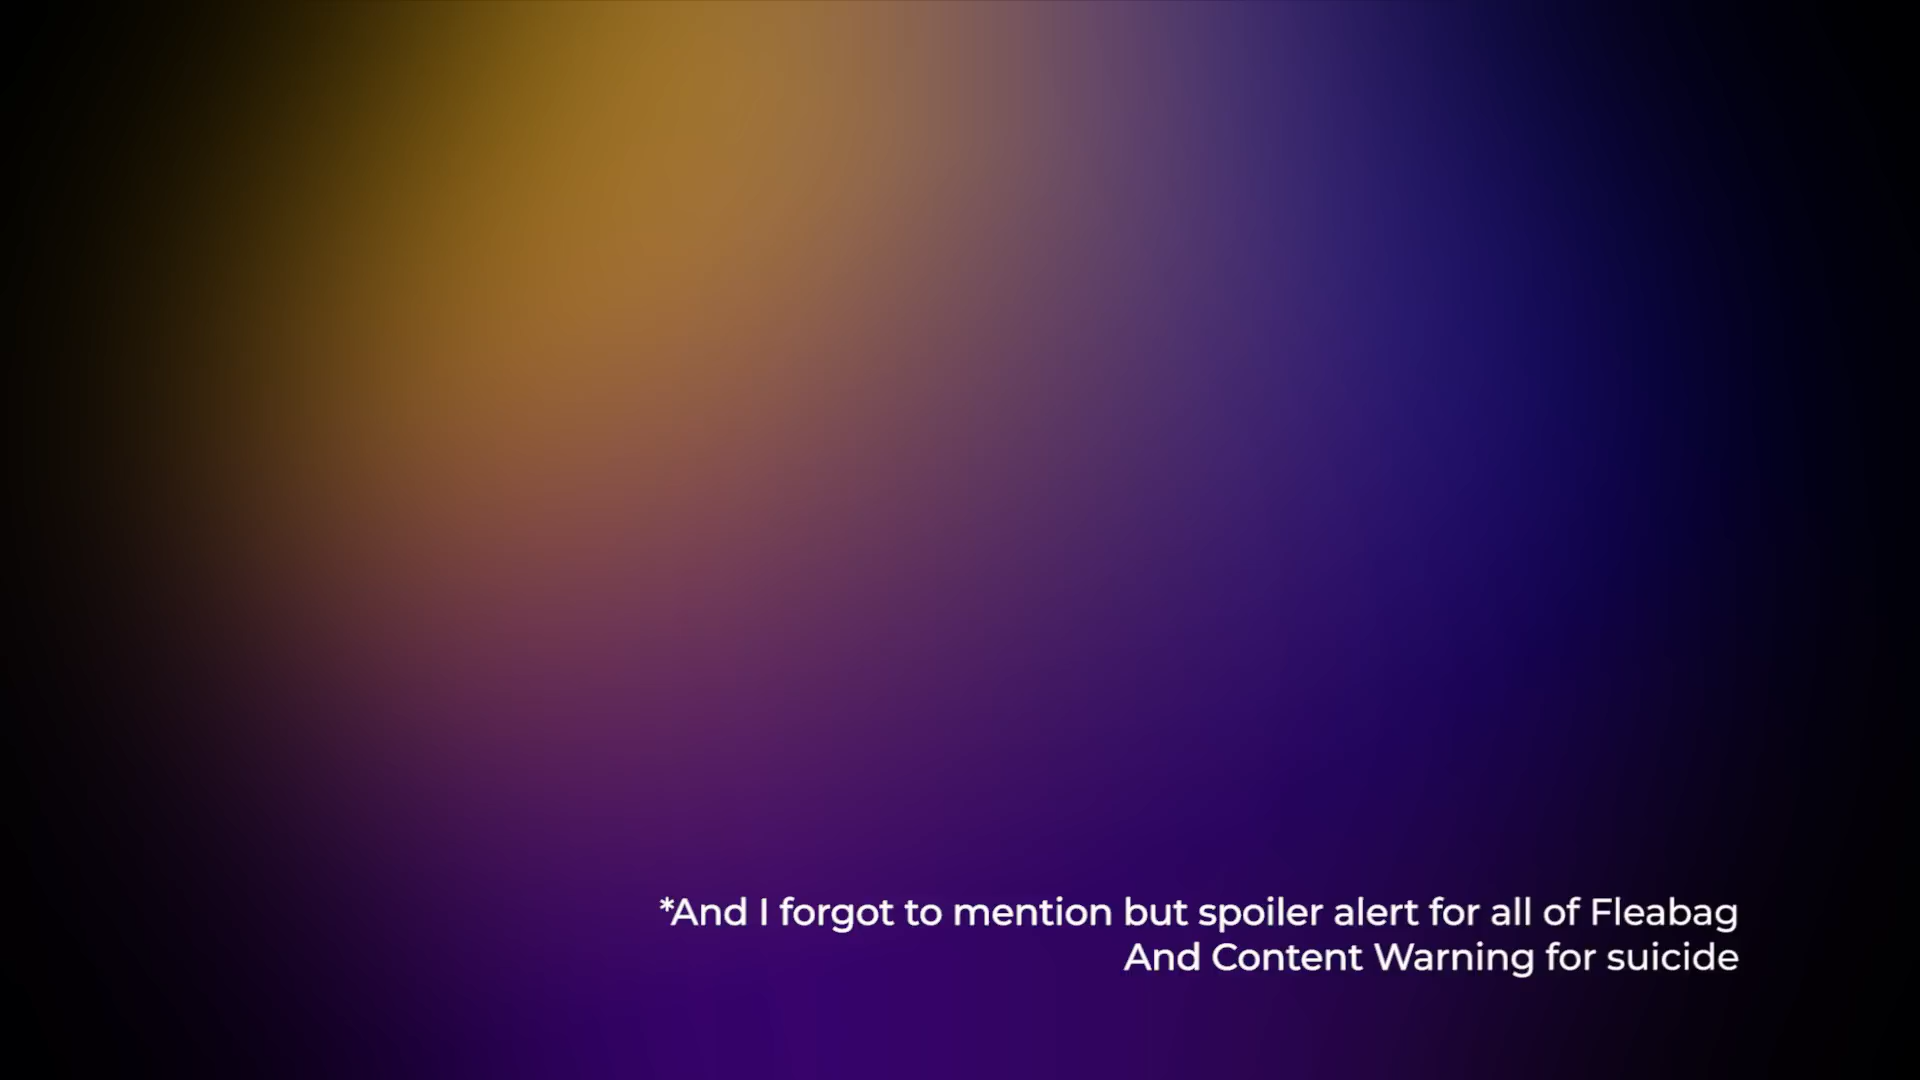 *And I forgot to mention but spoiler alert for all of Fleabag
And Content Warning for suicide